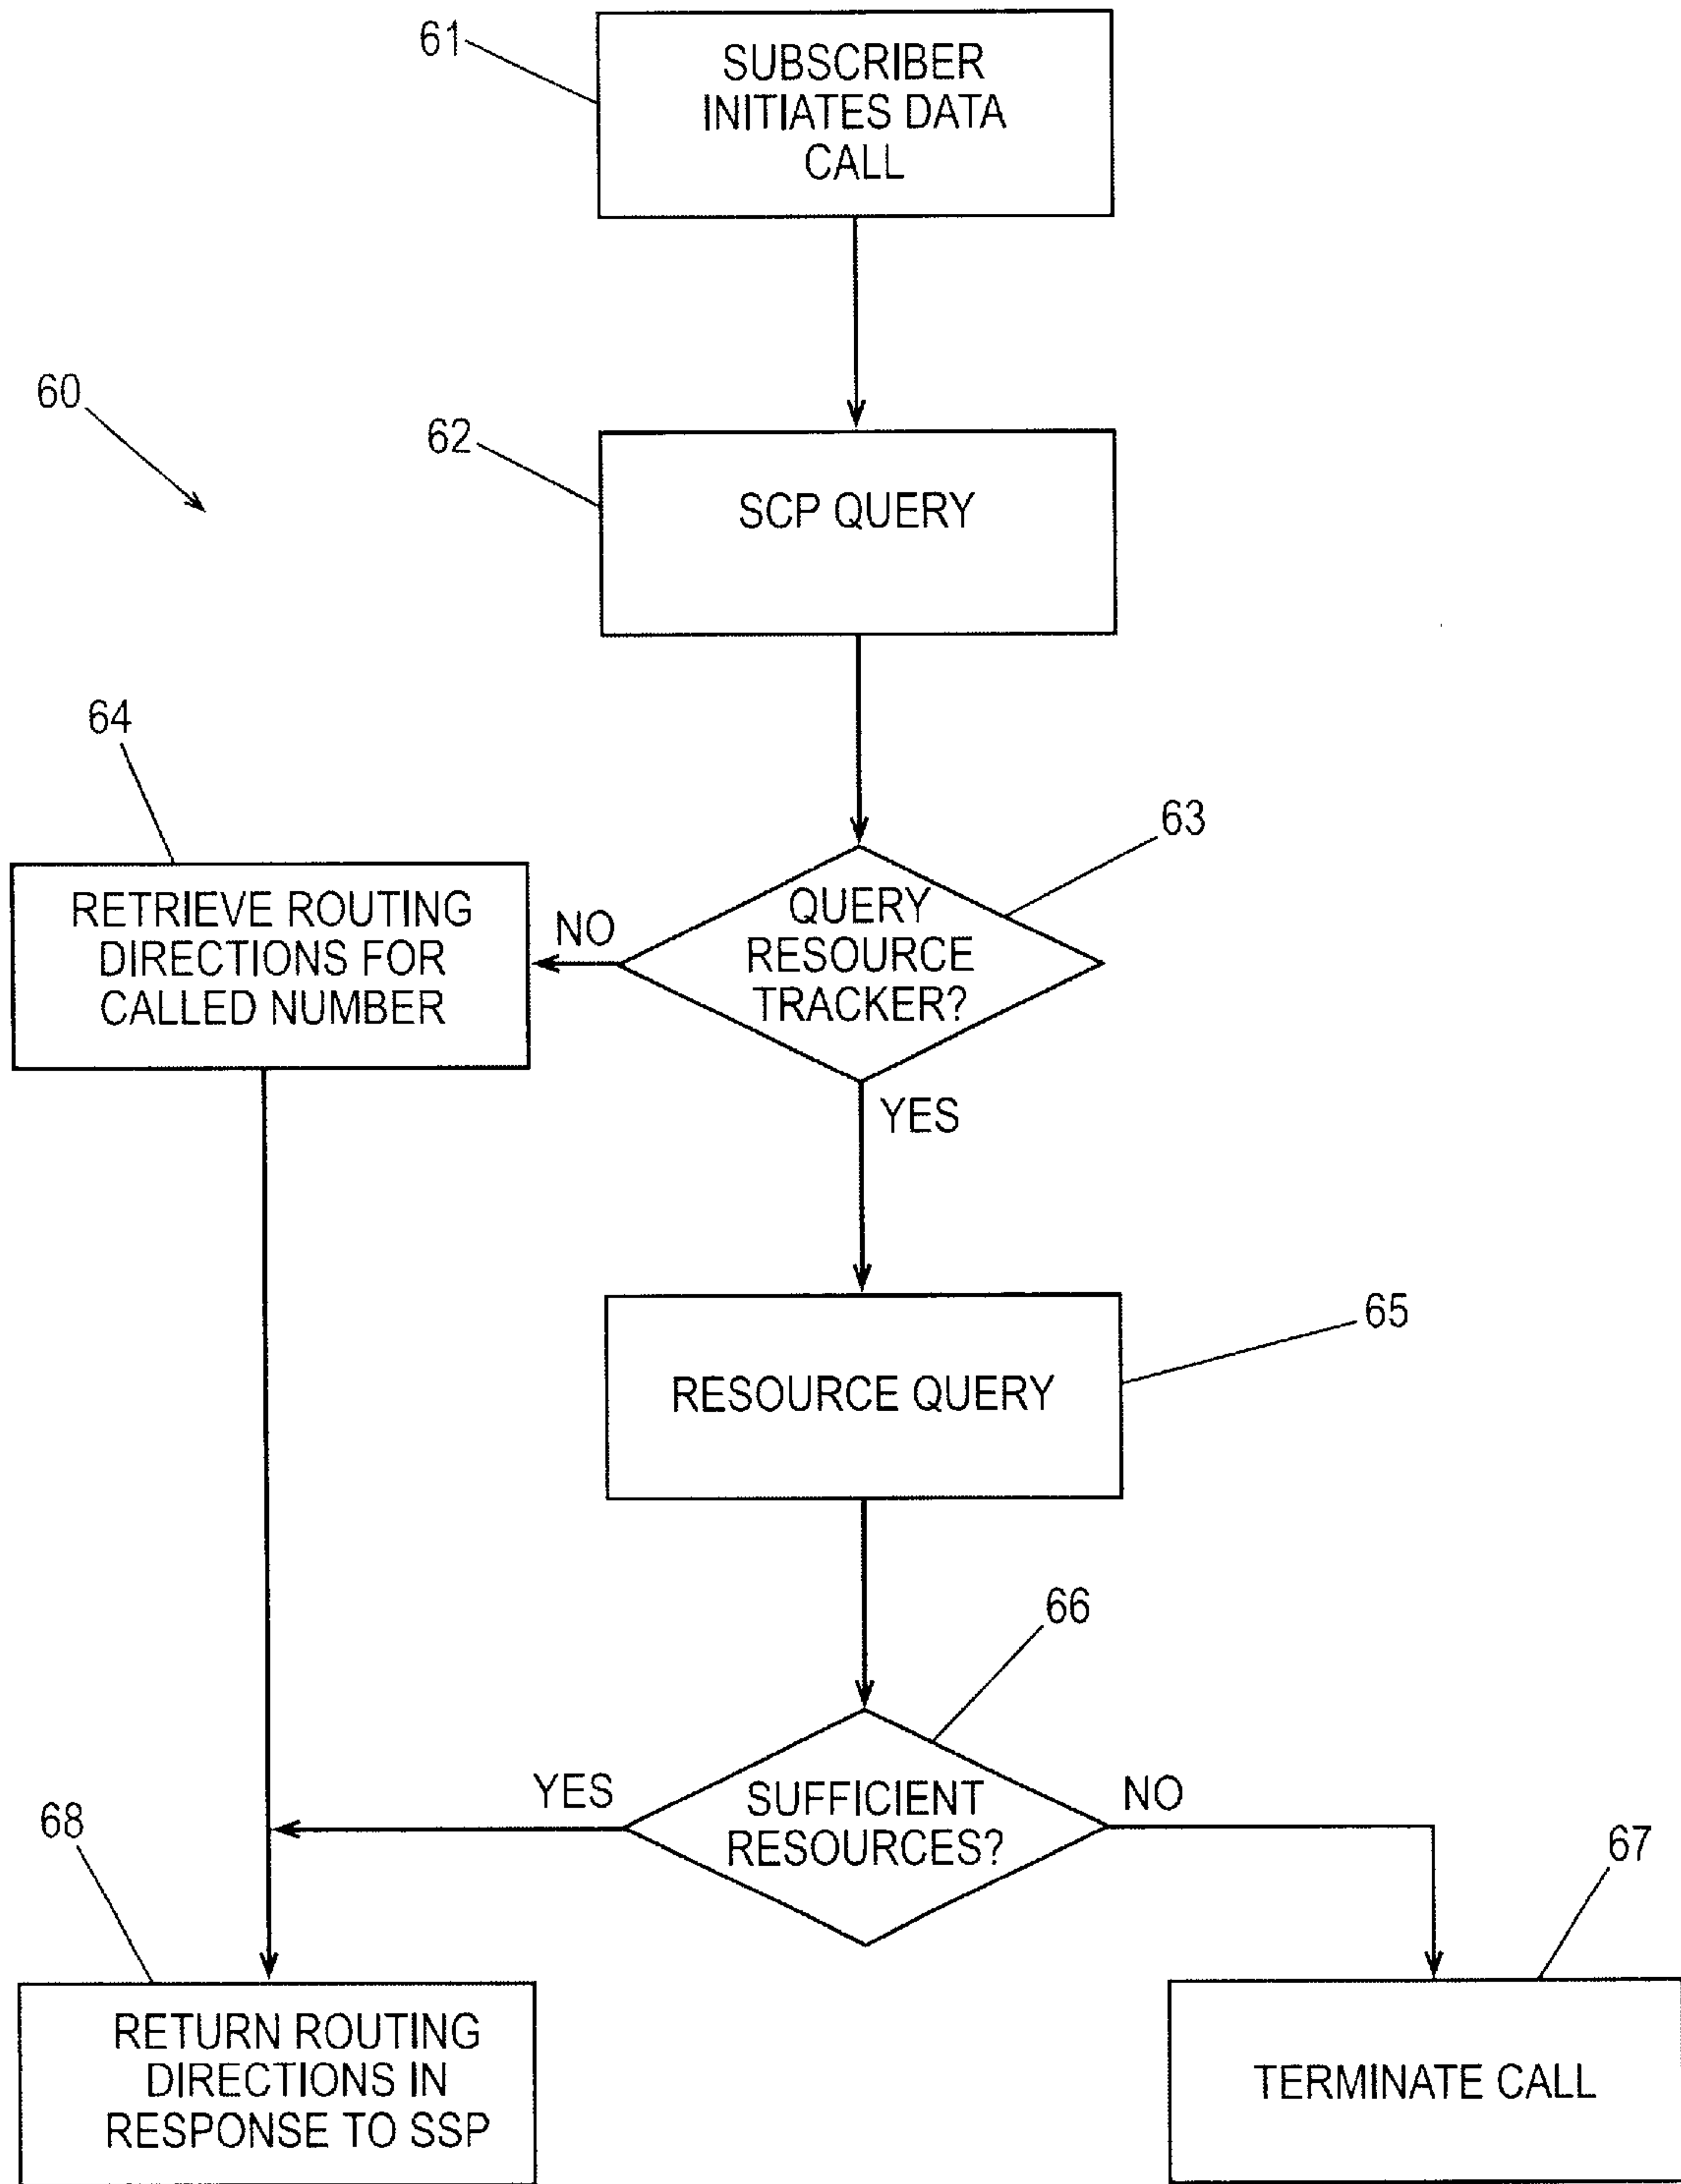 61
SUBSCRIBER
INITIATES DATA
CALL
60
62
SCP QUERY
64
63
RETRIEVE ROUTING
DIRECTIONS FOR
CALLED NUMBER
NO
QUERY
RESOURCE
TRACKER?
YES
65
RESOURCE QUERY
66
YES
SUFFICIENT
RESOURCES?
NO
68
67
RETURN ROUTING
DIRECTIONS IN
RESPONSE TO SSP
TERMINATE CALL